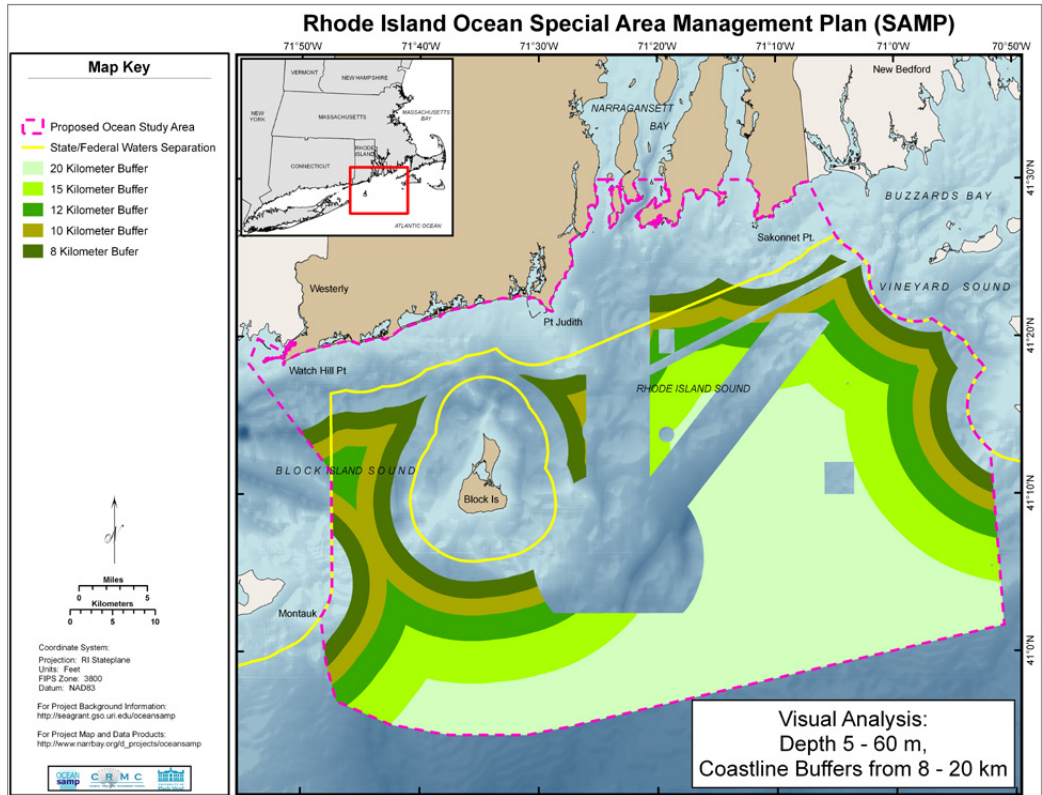 Rhode Island Ocean Special Area Management Plan (SAMP)
Map Key
Proposed Ocean Study Area
State/Federal Waters Separation
20 Kilometer Buffer
15 Kilometer Buffer
12 Kilometer Buffer
10 Kilometer Buffer
8 Kilometer Bufer
N
Miles
0 5
Kilometers
0 5 10
Coordinate System:
Projection: RI Stateplane
Units: Feet
FIPS Zone: 3800
Datum: NAD83
For Project Background Information:
http://seagrant.gso.uri.edu/oceansamp
For Project Map and Data Products:
http://www.narrbay.org/d_projects/oceansamp
OCEAN
samp
CRMC
71°50'W 71°40'W 71°30'W 71°20'W 71°10'W 71°0'W 70°50'W
VERMONT
NEW HAMPSHIRE
NEW
YORK
MASSACHUSETTS
MASSACHUSETTS
BAY
CONNECTICUT
RHODE
ISLAND
ATLANTIC OCEAN
New Bedford
NARRAGANSETT
BAY
BUZZARDS BAY
Sakonnet Pt.
Westerly
VINEYARD SOUND
Pt Judith
Watch Hill Pt
RHODE ISLAND SOUND
BLOCK ISLAND SOUND
Block Is
Montauk
41°30'N
41°20'N
41°10'N
41°0'N
Visual Analysis:
Depth 5 - 60 m,
Coastline Buffers from 8 - 20 km